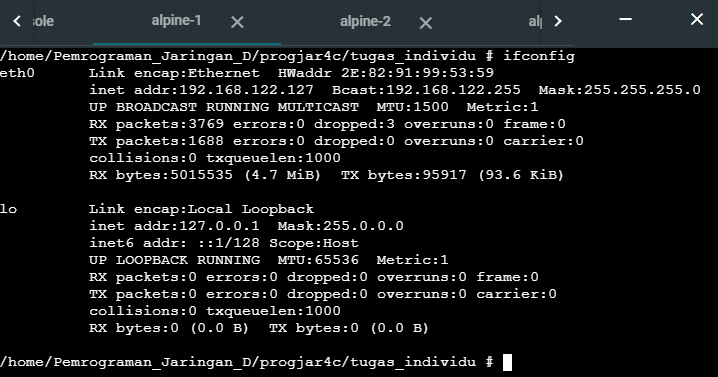 sole alpine-1 alpine-2 alp
/home/Pemrograman_Jaringan_D/progjar4c/tugas_individu # ifconfig
eth0 Link encap:Ethernet HWaddr 2E:82:91:99:53:59
inet addr:192.168.122.127 Bcast:192.168.122.255 Mask:255.255.255.0
UP BROADCAST RUNNING MULTICAST MTU:1500 Metric:1
RX packets:3769 errors:0 dropped:3 overruns:0 frame:0
TX packets:1688 errors:0 dropped:0 overruns:0 carrier:0
collisions:0 txqueuelen:1000
RX bytes:5015535 (4.7 MiB) TX bytes:95917 (93.6 KiB)
lo Link encap:Local Loopback
inet addr:127.0.0.1 Mask:255.0.0.0
inet6 addr: ::1/128 Scope:Host
UP LOOPBACK RUNNING MTU:65536 Metric:1
RX packets:0 errors:0 dropped:0 overruns:0 frame:0
TX packets:0 errors:0 dropped:0 overruns:0 carrier:0
collisions:0 txqueuelen:1000
RX bytes:0 (0.0 B) TX bytes:0 (0.0 B)
/home/Pemrograman_Jaringan_D/progjar4c/tugas_individu #